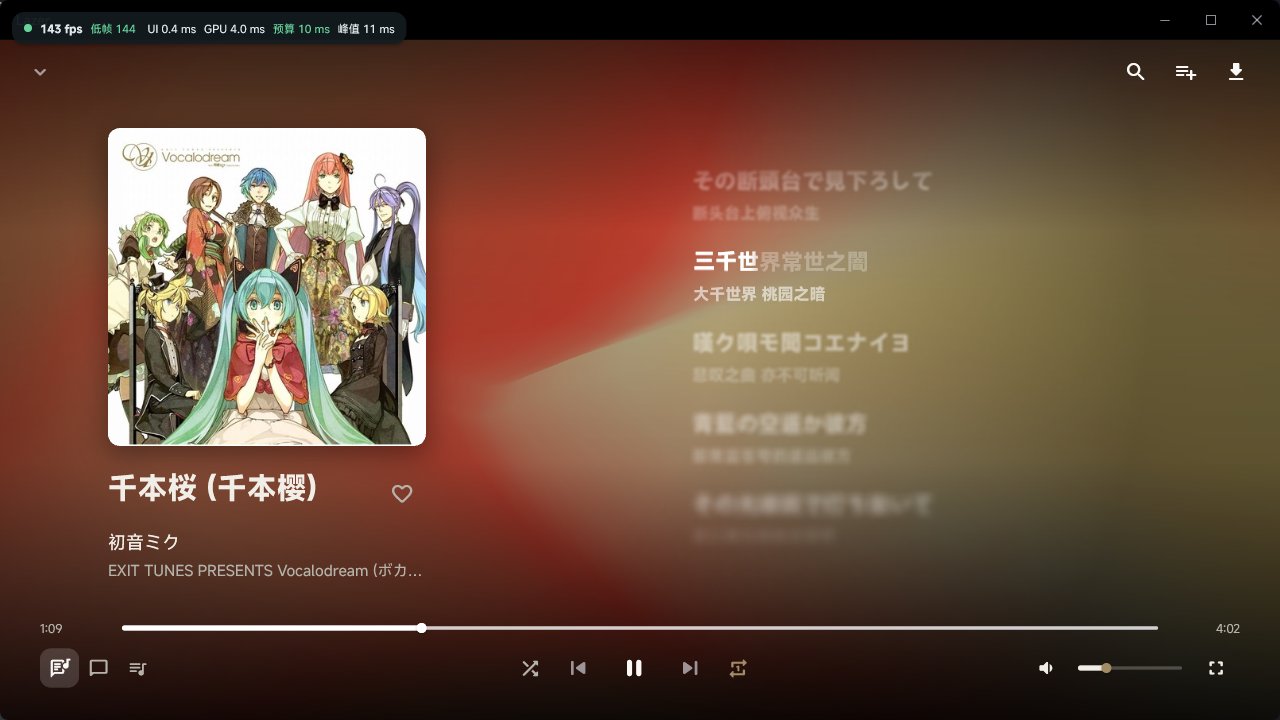 143 fps 低帧 144 UI 0.4 ms GPU 4.0 ms 预算 10 ms 峰值 11 ms
Vocalodream
その断頭台で見下ろして
断头台上俯视众生
三千世界常世之闇
大千世界 桃园之暗
嘆ク唄モ聞コエナイヨ
悲叹之曲 亦不可听闻
青藍の空遥か彼方
千本桜 (千本樱)
初音ミク
EXIT TUNES PRESENTS Vocalodream (ボカ…
1:09
4:02